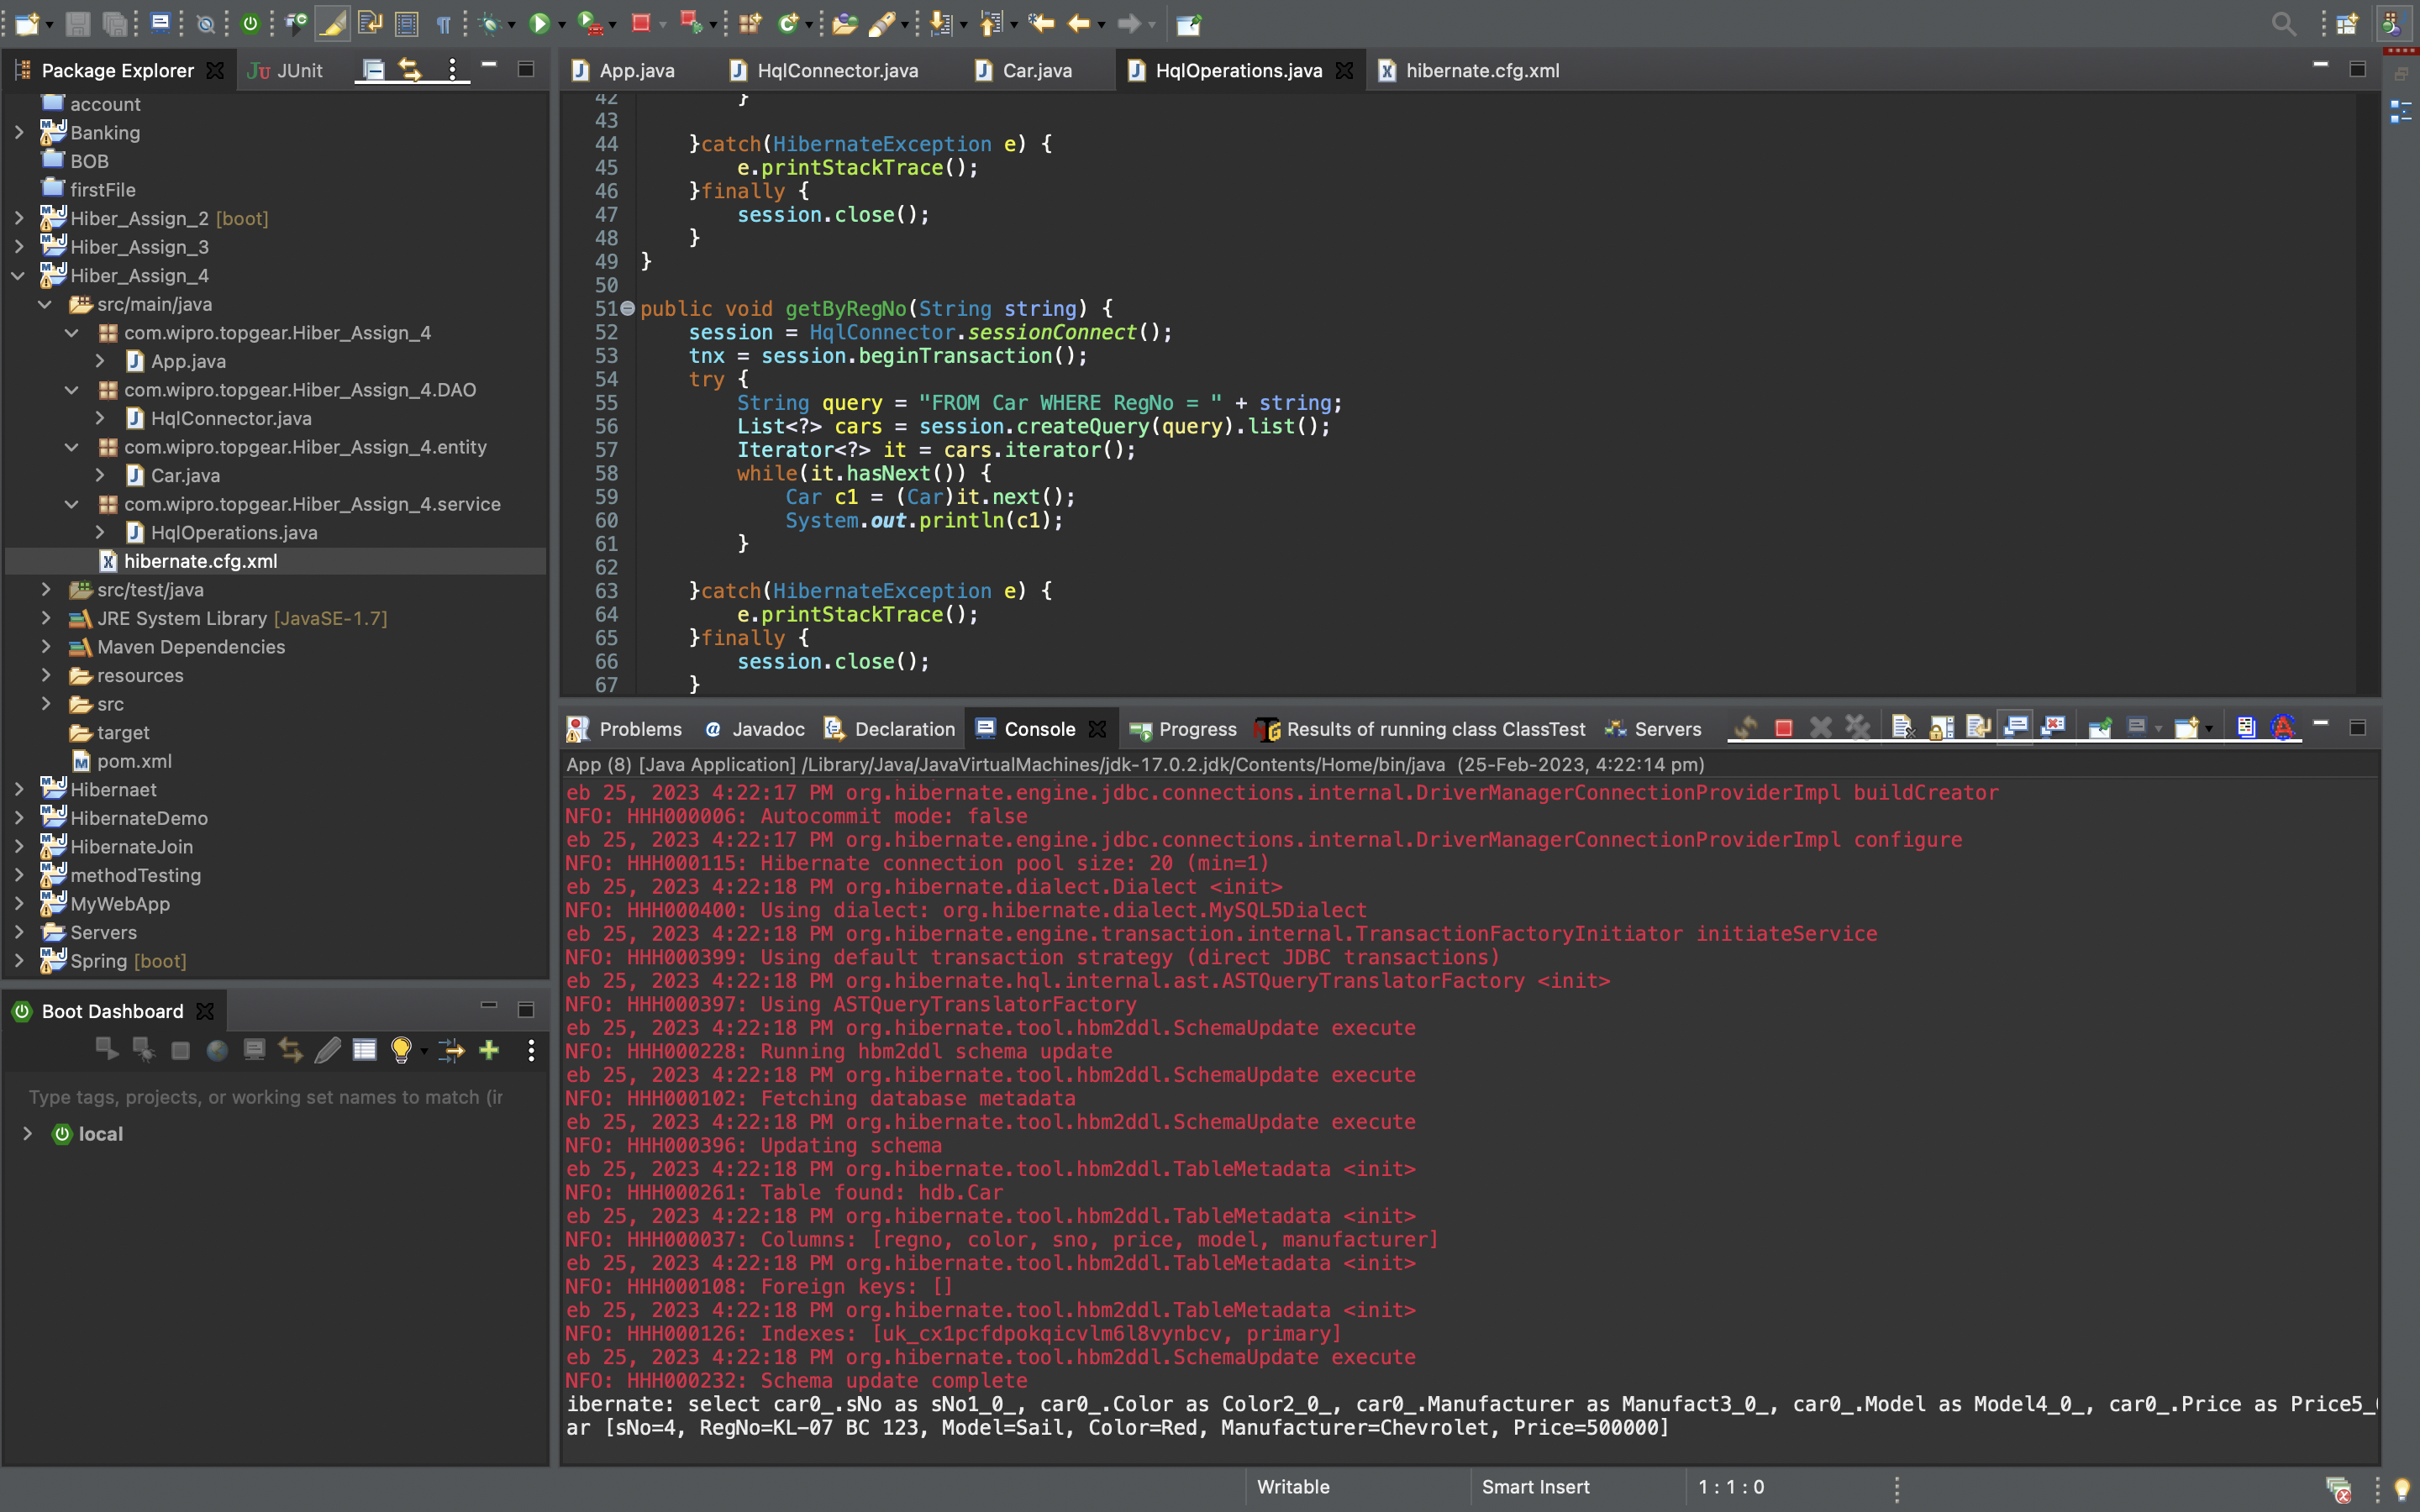 Package Explorer
JUnit
account
Banking
BOB
firstFile
Hiber_Assign_2 [boot]
Hiber_Assign_3
Hiber_Assign_4
src/main/java
com.wipro.topgear.Hiber_Assign_4
App.java
com.wipro.topgear.Hiber_Assign_4.DAO
HqlConnector.java
com.wipro.topgear.Hiber_Assign_4.entity
Car.java
com.wipro.topgear.Hiber_Assign_4.service
HqlOperations.java
hibernate.cfg.xml
src/test/java
JRE System Library [JavaSE-1.7]
Maven Dependencies
resources
src
target
pom.xml
Hibernaet
HibernateDemo
HibernateJoin
methodTesting
MyWebApp
Servers
Spring [boot]
Boot Dashboard
Type tags, projects, or working set names to match (ir
local
App.java
HqlConnector.java
Car.java
HqlOperations.java
hibernate.cfg.xml
42 }
43
44 }catch(HibernateException e) {
45 e.printStackTrace();
46 }finally {
47 session.close();
48 }
49 }
50
51 public void getByRegNo(String string) {
52 session = HqlConnector.sessionConnect();
53 tnx = session.beginTransaction();
54 try {
55 String query = "FROM Car WHERE RegNo = " + string;
56 List<?> cars = session.createQuery(query).list();
57 Iterator<?> it = cars.iterator();
58 while(it.hasNext()) {
59 Car c1 = (Car)it.next();
60 System.out.println(c1);
61 }
62
63 }catch(HibernateException e) {
64 e.printStackTrace();
65 }finally {
66 session.close();
67 }
Problems
Javadoc
Declaration
Console
Progress
Results of running class ClassTest
Servers
App (8) [Java Application] /Library/Java/JavaVirtualMachines/jdk-17.0.2.jdk/Contents/Home/bin/java (25-Feb-2023, 4:22:14 pm)
eb 25, 2023 4:22:17 PM org.hibernate.engine.jdbc.connections.internal.DriverManagerConnectionProviderImpl buildCreator
NFO: HHH000006: Autocommit mode: false
eb 25, 2023 4:22:17 PM org.hibernate.engine.jdbc.connections.internal.DriverManagerConnectionProviderImpl configure
NFO: HHH000115: Hibernate connection pool size: 20 (min=1)
eb 25, 2023 4:22:18 PM org.hibernate.dialect.Dialect <init>
NFO: HHH000400: Using dialect: org.hibernate.dialect.MySQL5Dialect
eb 25, 2023 4:22:18 PM org.hibernate.engine.transaction.internal.TransactionFactoryInitiator initiateService
NFO: HHH000399: Using default transaction strategy (direct JDBC transactions)
eb 25, 2023 4:22:18 PM org.hibernate.hql.internal.ast.ASTQueryTranslatorFactory <init>
NFO: HHH000397: Using ASTQueryTranslatorFactory
eb 25, 2023 4:22:18 PM org.hibernate.tool.hbm2ddl.SchemaUpdate execute
NFO: HHH000228: Running hbm2ddl schema update
eb 25, 2023 4:22:18 PM org.hibernate.tool.hbm2ddl.SchemaUpdate execute
NFO: HHH000102: Fetching database metadata
eb 25, 2023 4:22:18 PM org.hibernate.tool.hbm2ddl.SchemaUpdate execute
NFO: HHH000396: Updating schema
eb 25, 2023 4:22:18 PM org.hibernate.tool.hbm2ddl.TableMetadata <init>
NFO: HHH000261: Table found: hdb.Car
eb 25, 2023 4:22:18 PM org.hibernate.tool.hbm2ddl.TableMetadata <init>
NFO: HHH000037: Columns: [regno, color, sno, price, model, manufacturer]
eb 25, 2023 4:22:18 PM org.hibernate.tool.hbm2ddl.TableMetadata <init>
NFO: HHH000108: Foreign keys: []
eb 25, 2023 4:22:18 PM org.hibernate.tool.hbm2ddl.TableMetadata <init>
NFO: HHH000126: Indexes: [uk_cx1pcfdpokqicvlm6l8vynbcv, primary]
eb 25, 2023 4:22:18 PM org.hibernate.tool.hbm2ddl.SchemaUpdate execute
NFO: HHH000232: Schema update complete
ibernate: select car0_.sNo as sNo1_0_, car0_.Color as Color2_0_, car0_.Manufacturer as Manufact3_0_, car0_.Model as Model4_0_, car0_.Price as Price5_
ar [sNo=4, RegNo=KL-07 BC 123, Model=Sail, Color=Red, Manufacturer=Chevrolet, Price=500000]
Writable
Smart Insert
1 : 1 : 0